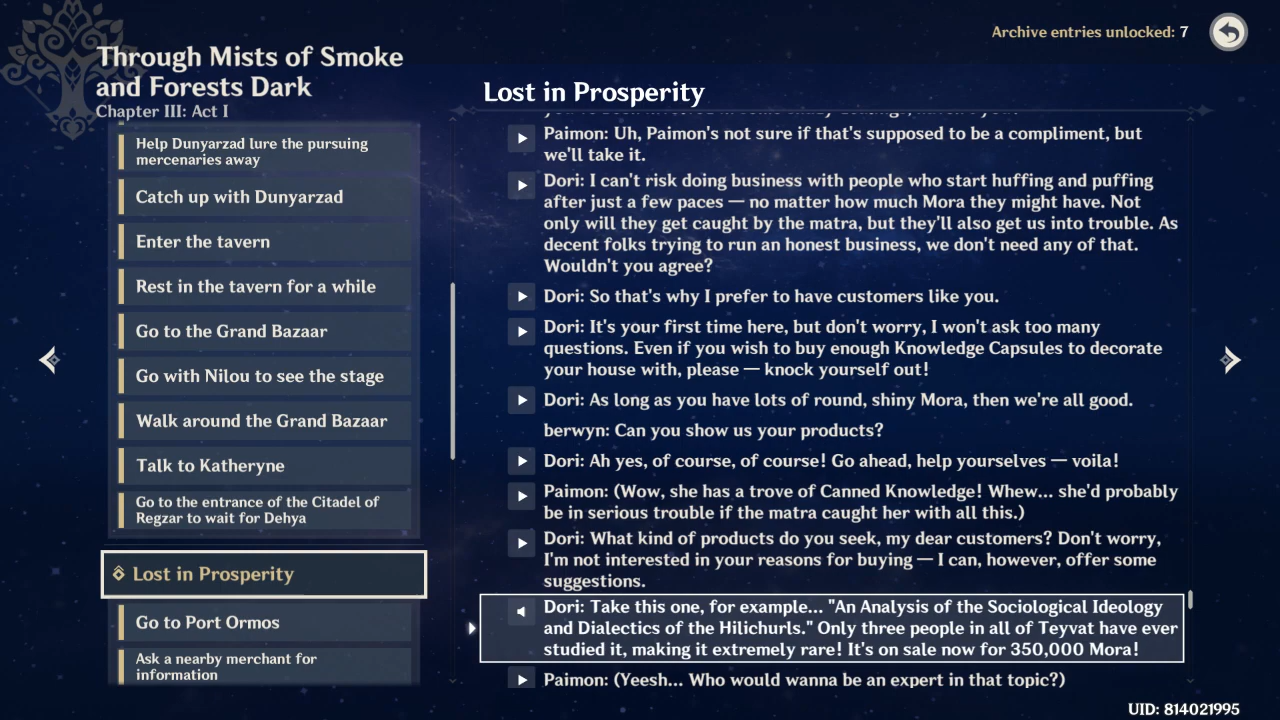 Archive entries unlocked: 7
Through Mists of Smoke
and Forests Dark
Chapter III: Act I
Help Dunyarzad lure the pursuing
mercenaries away
Catch up with Dunyarzad
Enter the tavern
Rest in the tavern for a while
Go to the Grand Bazaar
Go with Nilou to see the stage
Walk around the Grand Bazaar
Talk to Katheryne
Go to the entrance of the Citadel of
Regzar to wait for Dehya
Lost in Prosperity
Go to Port Ormos
Ask a nearby merchant for
information
Lost in Prosperity
Paimon: Uh, Paimon's not sure if that's supposed to be a compliment, but
we'll take it.
Dori: I can't risk doing business with people who start huffing and puffing
after just a few paces — no matter how much Mora they might have. Not
only will they get caught by the matra, but they'll also get us into trouble. As
decent folks trying to run an honest business, we don't need any of that.
Wouldn't you agree?
Dori: So that's why I prefer to have customers like you.
Dori: It's your first time here, but don't worry, I won't ask too many
questions. Even if you wish to buy enough Knowledge Capsules to decorate
your house with, please — knock yourself out!
Dori: As long as you have lots of round, shiny Mora, then we're all good.
berwyn: Can you show us your products?
Dori: Ah yes, of course, of course! Go ahead, help yourselves — voila!
Paimon: (Wow, she has a trove of Canned Knowledge! Whew... she'd probably
be in serious trouble if the matra caught her with all this.)
Dori: What kind of products do you seek, my dear customers? Don't worry,
I'm not interested in your reasons for buying — I can, however, offer some
suggestions.
Dori: Take this one, for example... "An Analysis of the Sociological Ideology
and Dialectics of the Hilichurls." Only three people in all of Teyvat have ever
studied it, making it extremely rare! It's on sale now for 350,000 Mora!
Paimon: (Yeesh... Who would wanna be an expert in that topic?)
UID: 814021995